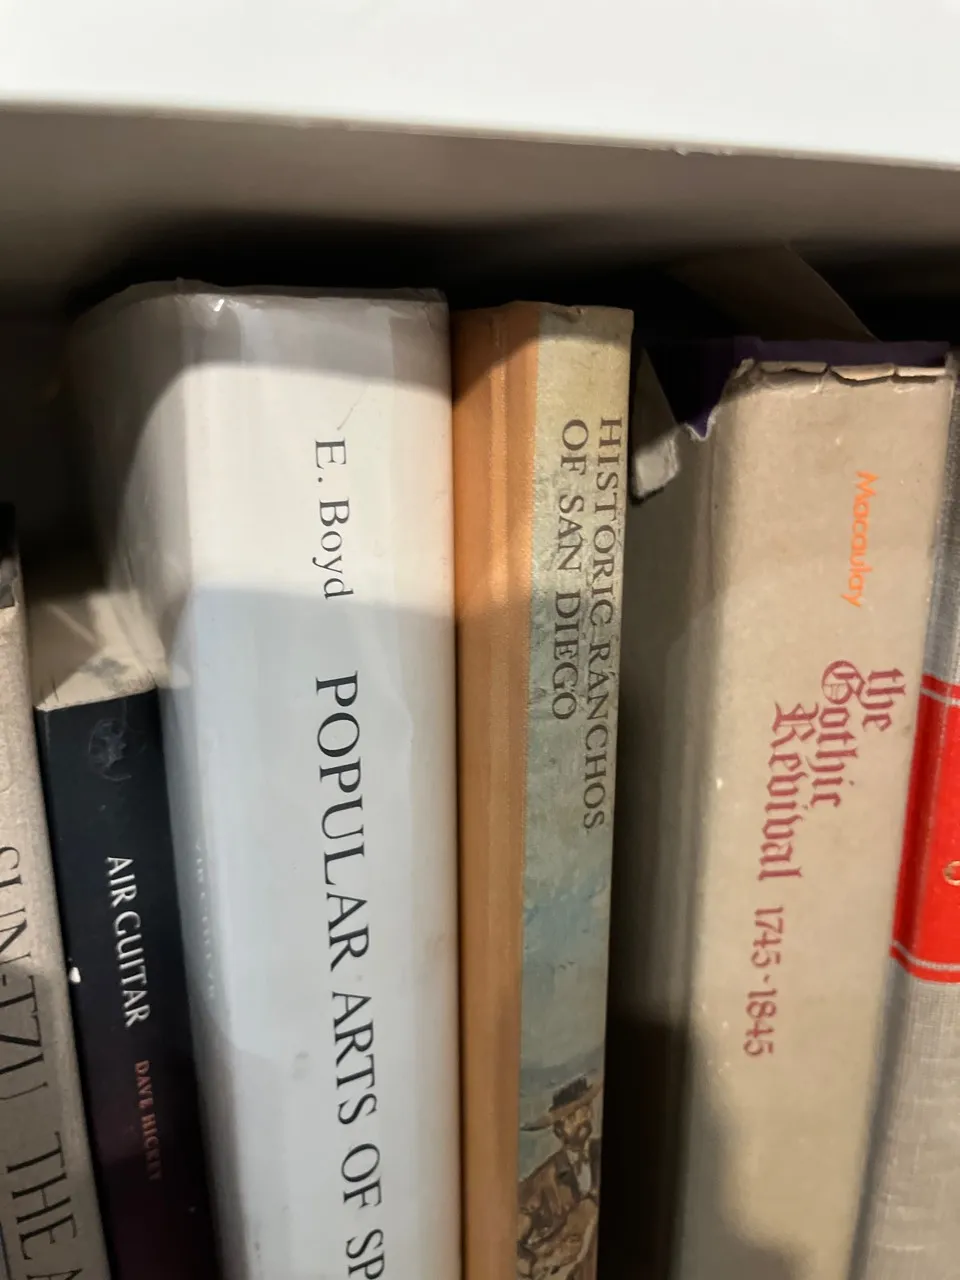 SUN-TZU THE
AIR GUITAR
DAVE HICKEY
E. Boyd
POPULAR ARTS OF SP
HISTORIC RANCHOS
OF SAN DIEGO
Macaulay
the
Gothic
Revival 1745-1845